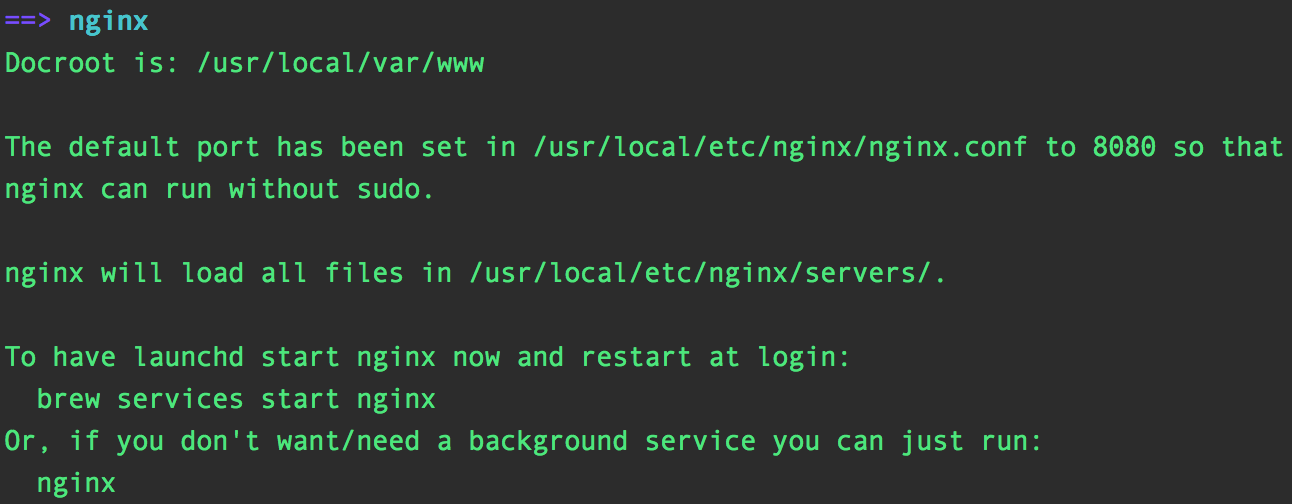 ==> nginx
Docroot is: /usr/local/var/www
The default port has been set in /usr/local/etc/nginx/nginx.conf to 8080 so that
nginx can run without sudo.
nginx will load all files in /usr/local/etc/nginx/servers/.
To have launchd start nginx now and restart at login:
  brew services start nginx
Or, if you don't want/need a background service you can just run:
  nginx